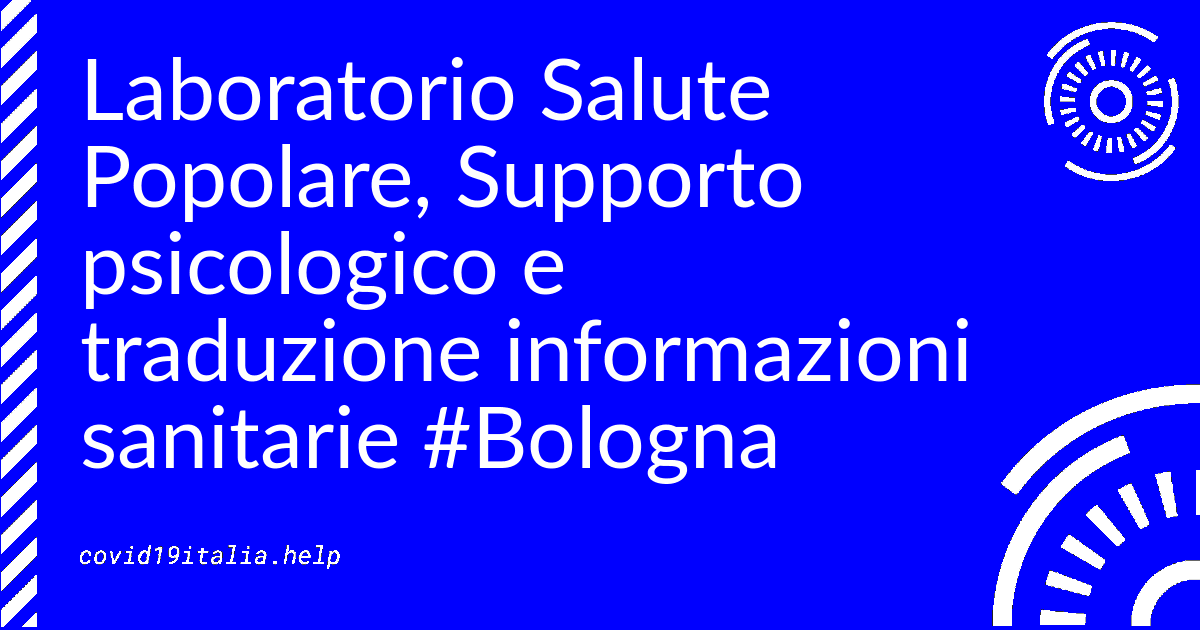 Laboratorio Salute
Popolare, Supporto
psicologico e
traduzione informazioni
sanitarie #Bologna
covid19italia.help